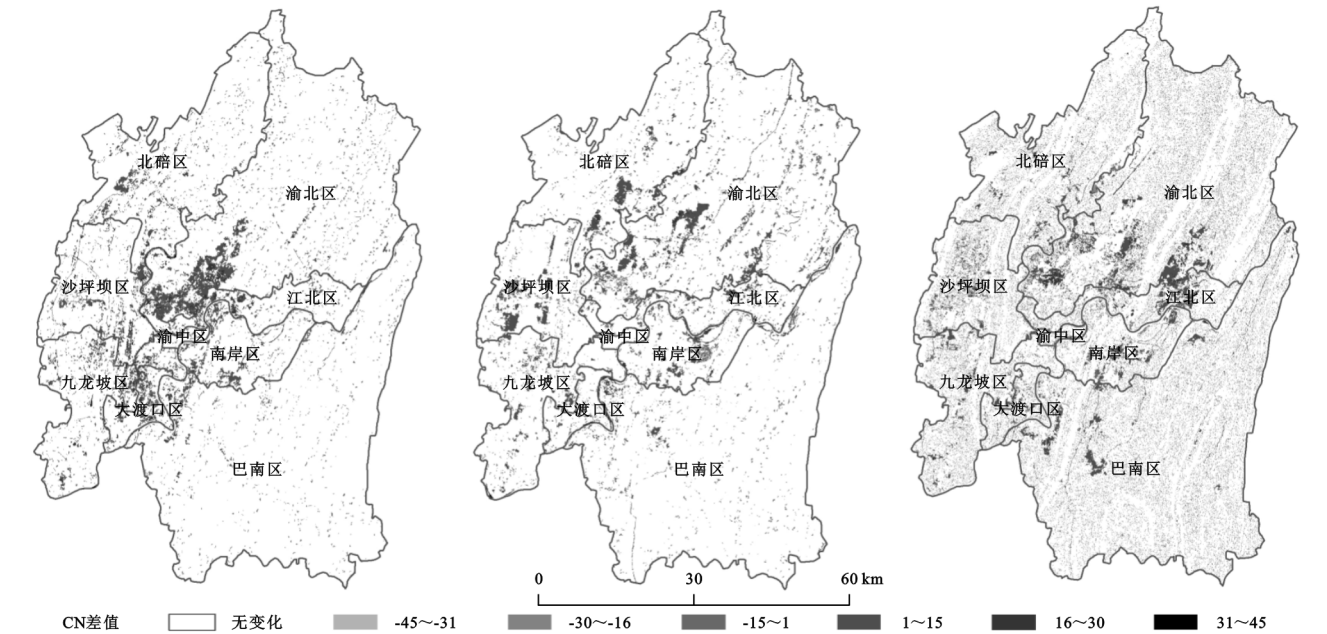 北碚区
渝北区
沙坪坝区
江北区
渝中区
南岸区
九龙坡区
大渡口区
巴南区
北碚区
渝北区
沙坪坝区
江北区
渝中区
南岸区
九龙坡区
大渡口区
巴南区
北碚区
渝北区
沙坪坝区
江北区
渝中区
南岸区
九龙坡区
大渡口区
巴南区
0 30 60 km
CN差值 无变化 -45～-31 -30～-16 -15～1 1～15 16～30 31～45